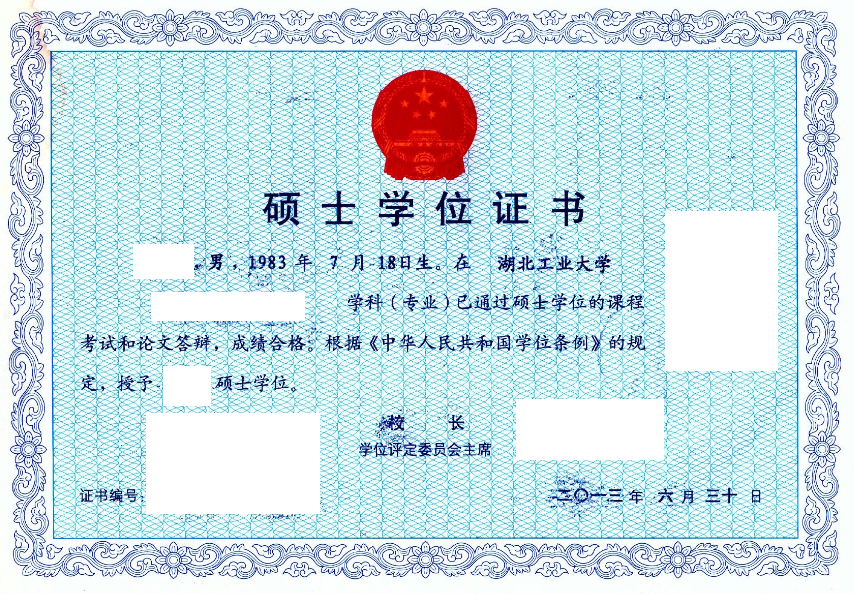 硕士学位证书
男，1983 年 7 月 18日生。在 湖北工业大学
学科（专业）已通过硕士学位的课程
考试和论文答辩，成绩合格。根据《中华人民共和国学位条例》的规
定，授予 硕士学位。
校 长
学位评定委员会主席
证书编号：
二〇一三年 六月 三十日